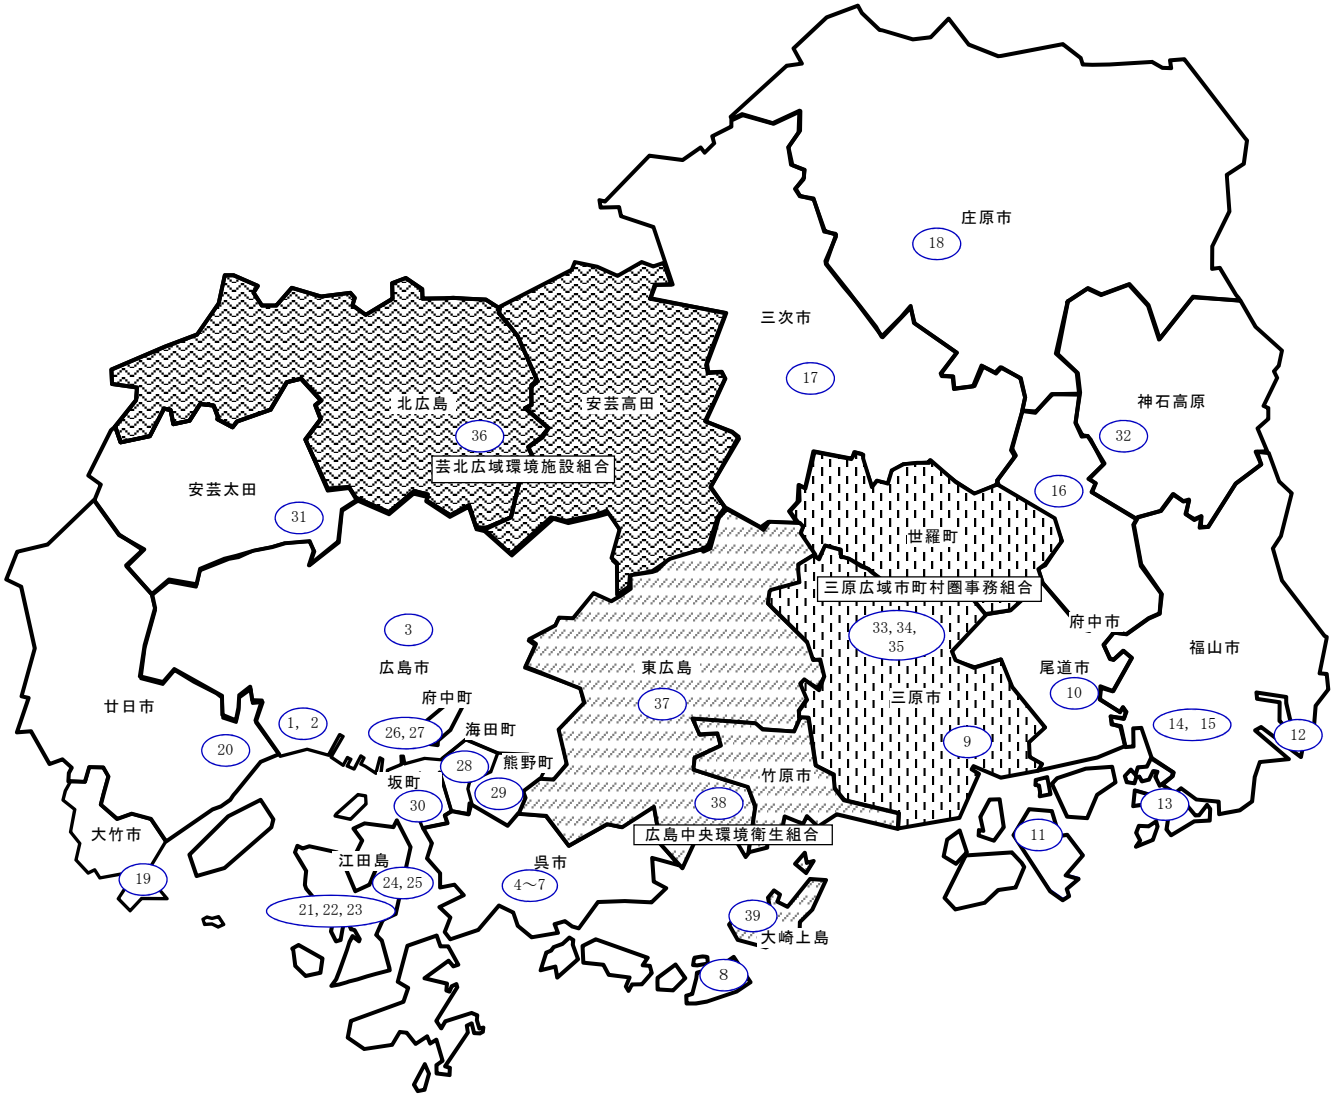 庄原市
18
三次市
17
神石高原
32
北広島
36
安芸高田
芸北広域環境施設組合
安芸太田
31
16
世羅町
三原広域市町村圏事務組合
33, 34,
35
府中市
3
広島市
東広島
37
尾道市
10
福山市
三原市
9
14, 15
12
廿日市
1, 2
20
府中町
26, 27
海田町
28
熊野町
29
坂町
30
竹原市
38
広島中央環境衛生組合
13
11
大竹市
19
江田島
24, 25
21, 22, 23
呉市
4~7
39
大崎上島
8